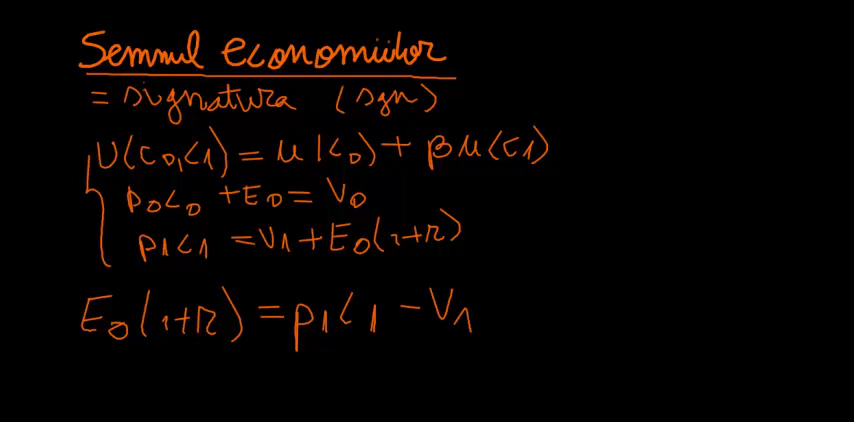 Semnul economiilor
= signatura (sgn)
U(c0,c1) = u(c0) + βu(c1)
p0c0 + E0 = V0
p1c1 = V1 + E0(1+r)
E0(1+r) = p1c1 - V1